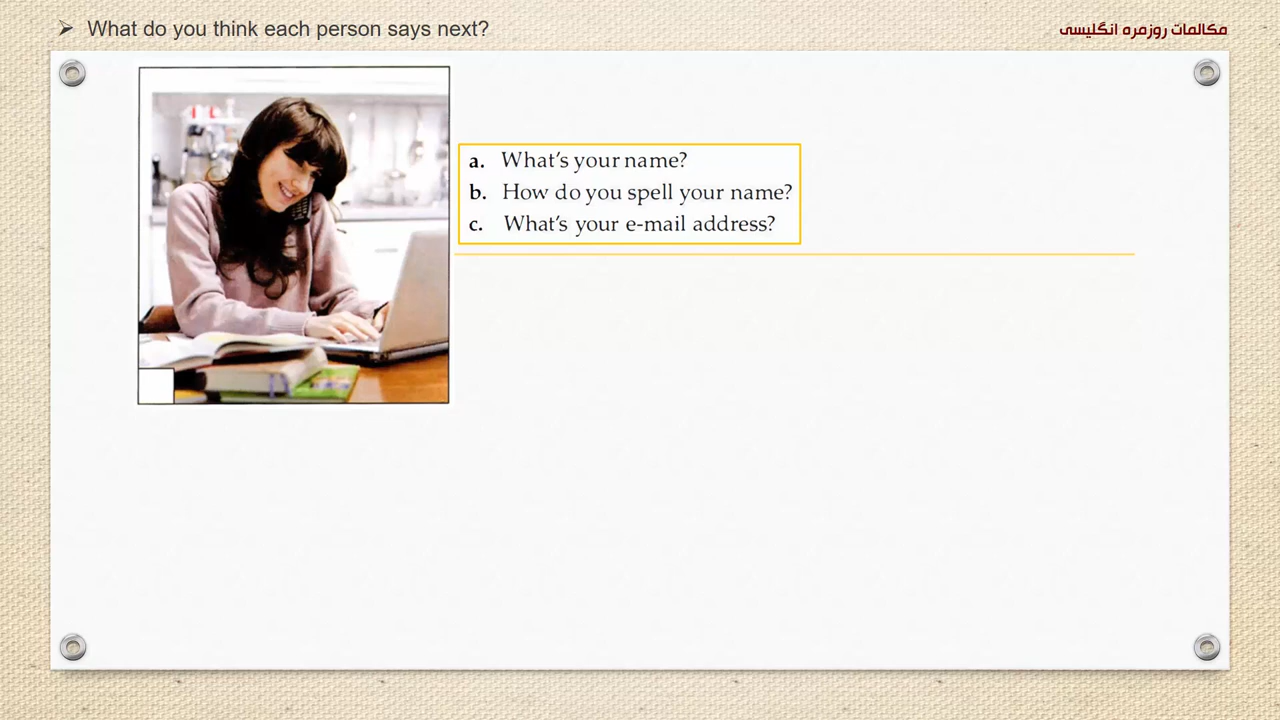 ➢ What do you think each person says next?
مکالمات روزمره انگلیسی
a. What's your name?
b. How do you spell your name?
c. What's your e-mail address?